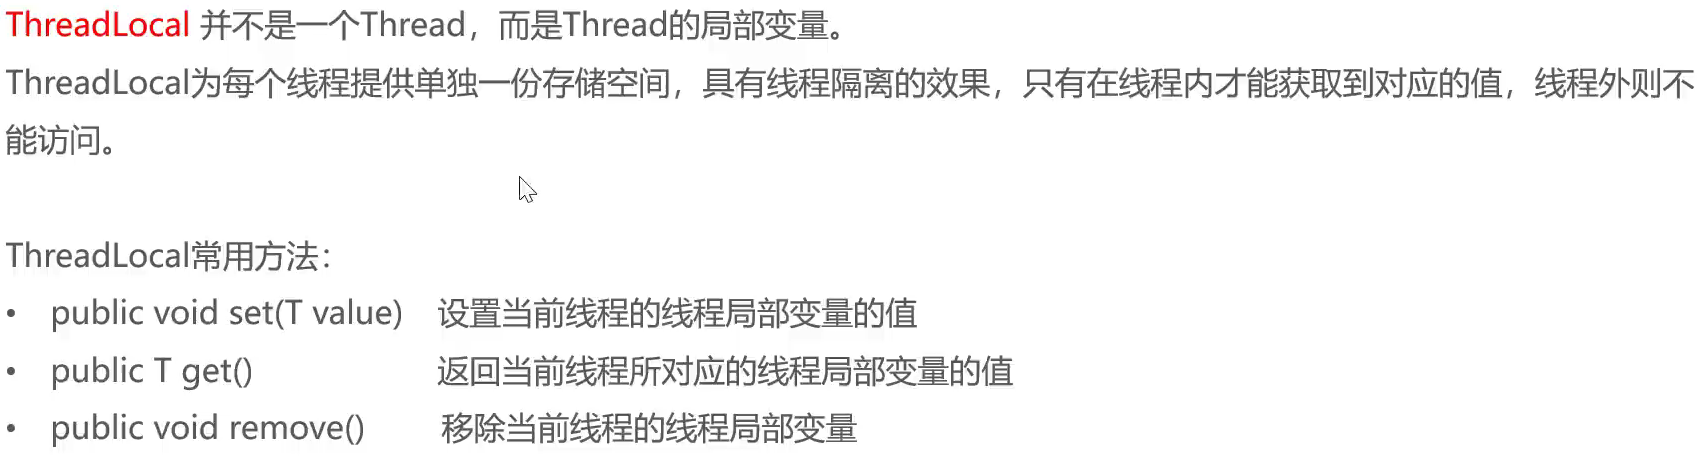 ThreadLocal 并不是一个Thread，而是Thread的局部变量。
ThreadLocal为每个线程提供单独一份存储空间，具有线程隔离的效果，只有在线程内才能获取到对应的值，线程外则不
能访问。
ThreadLocal常用方法：
• public void set(T value) 设置当前线程的线程局部变量的值
• public T get() 返回当前线程所对应的线程局部变量的值
• public void remove() 移除当前线程的线程局部变量